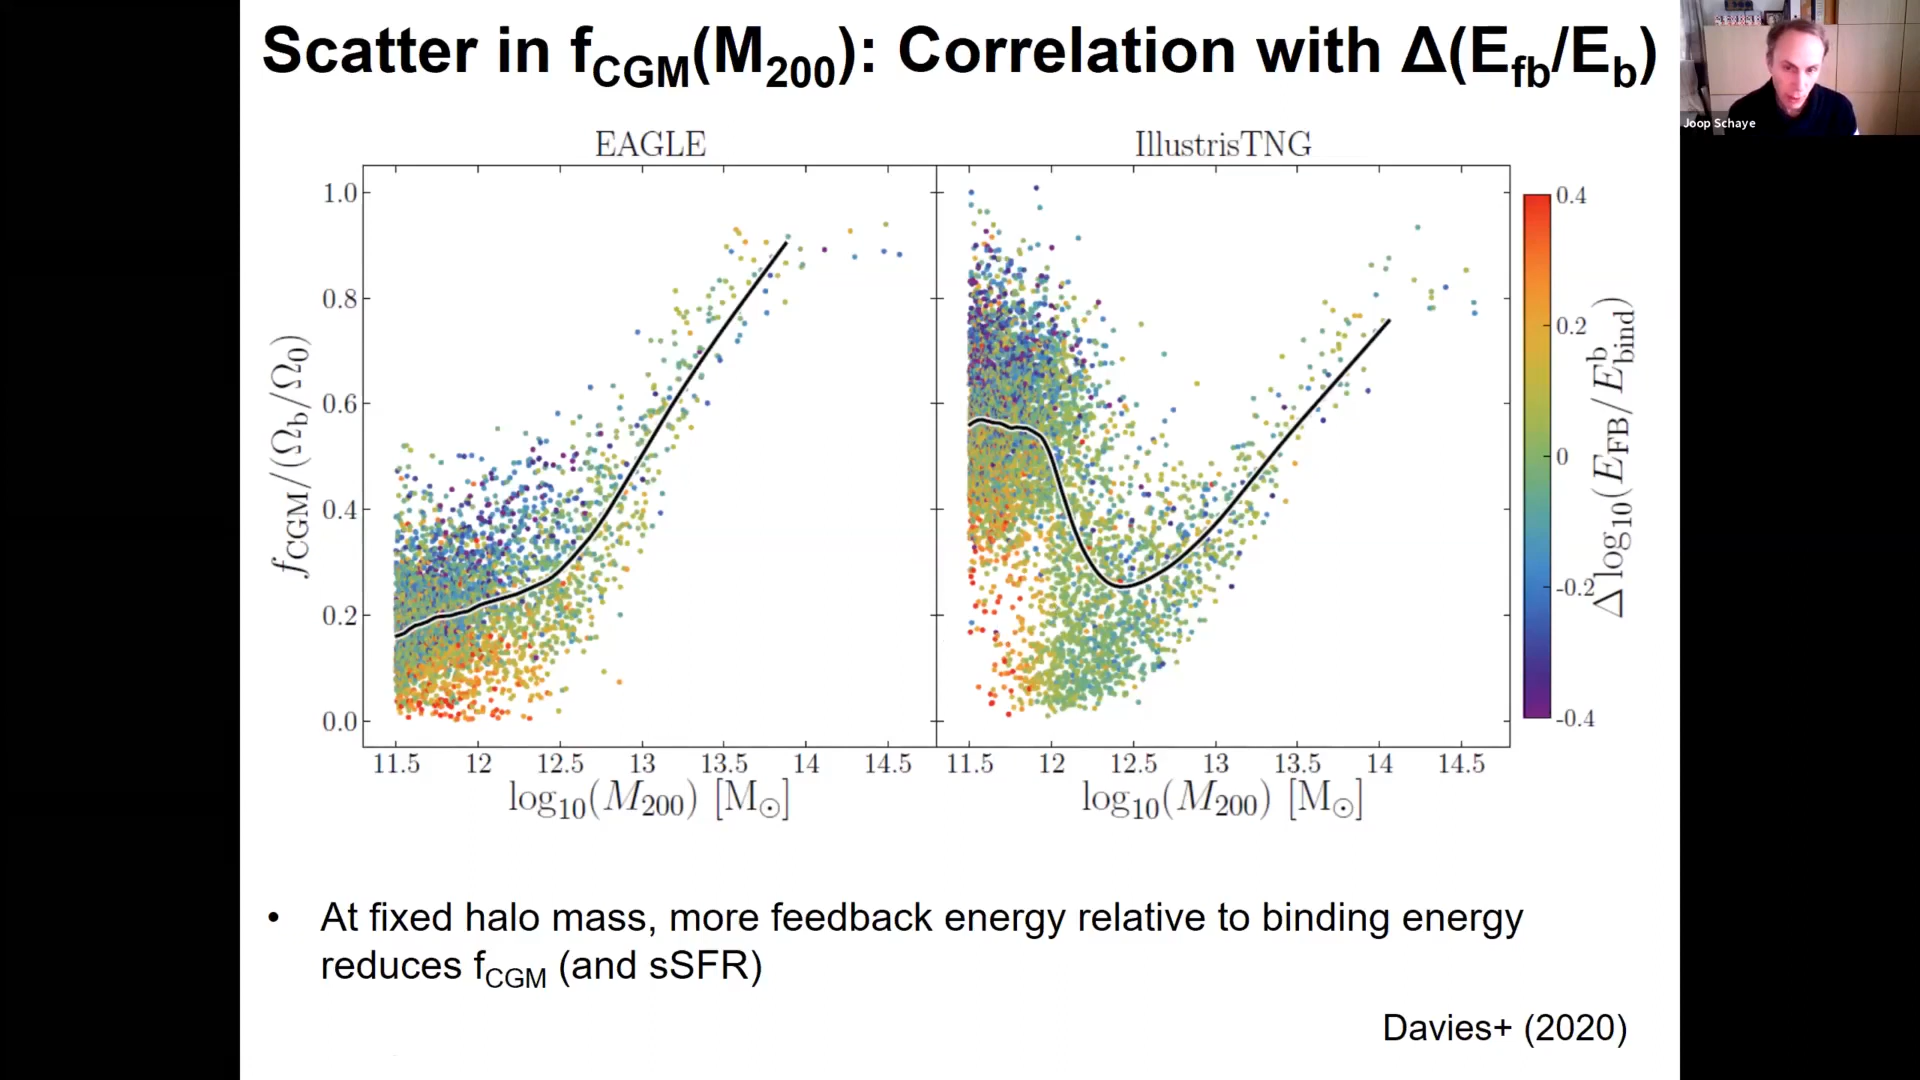 Scatter in fCGM(M200): Correlation with Δ(Efb/Eb)
Joop Schaye
EAGLE
IllustrisTNG
1.0
0.8
0.6
0.4
0.2
0.0
fCGM/(Ωb/Ω0)
11.5 12 12.5 13 13.5 14 14.5
log10(M200) [M⊙]
11.5 12 12.5 13 13.5 14 14.5
log10(M200) [M⊙]
0.4
0.2
0
-0.2
-0.4
Δ log10(EFB/E^b_bind)
• At fixed halo mass, more feedback energy relative to binding energy
reduces fCGM (and sSFR)
Davies+ (2020)